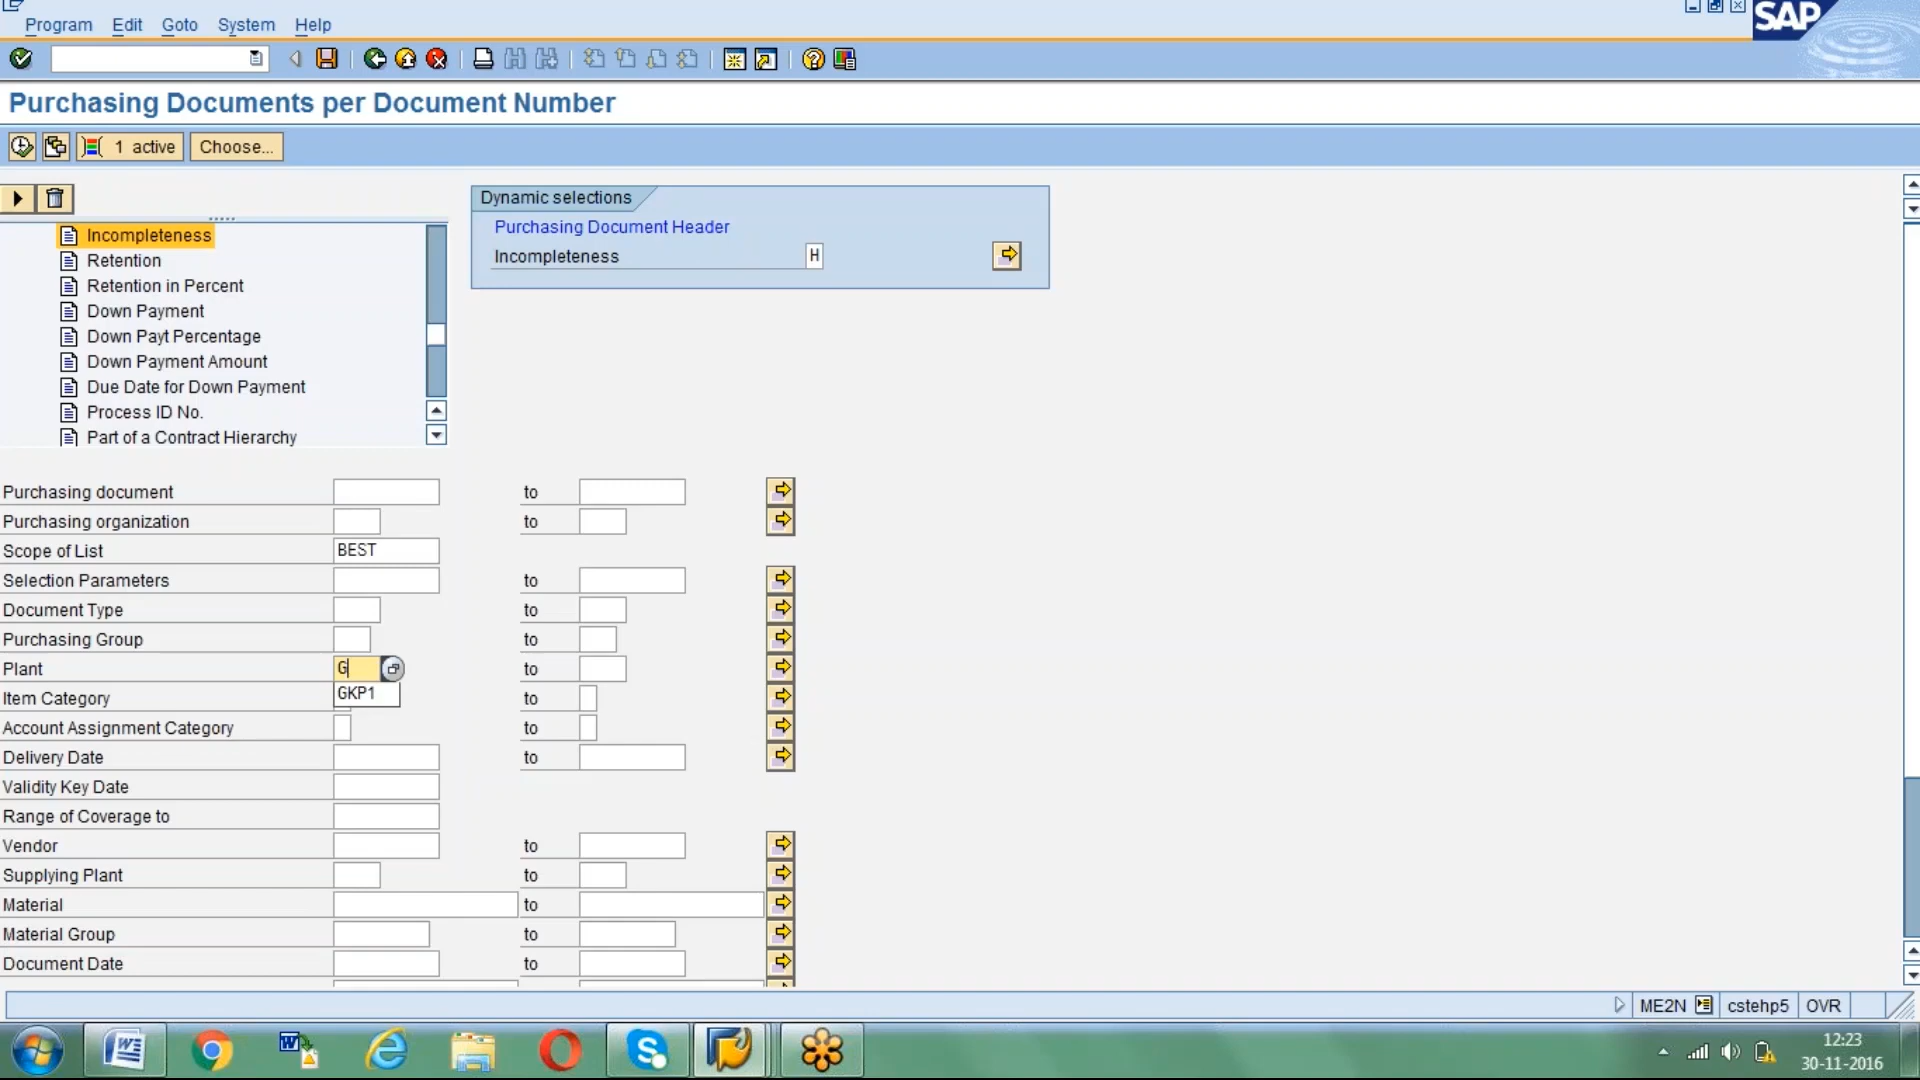 Program Edit Goto System Help
SAP
Purchasing Documents per Document Number
1 active Choose...
Dynamic selections
Purchasing Document Header
Incompleteness H
Incompleteness
Retention
Retention in Percent
Down Payment
Down Payt Percentage
Down Payment Amount
Due Date for Down Payment
Process ID No.
Part of a Contract Hierarchy
Purchasing document to
Purchasing organization to
Scope of List BEST
Selection Parameters to
Document Type to
Purchasing Group to
Plant G to
GKP1
Item Category to
Account Assignment Category to
Delivery Date to
Validity Key Date
Range of Coverage to
Vendor to
Supplying Plant to
Material to
Material Group to
Document Date to
ME2N cstehp5 OVR
12:23
30-11-2016